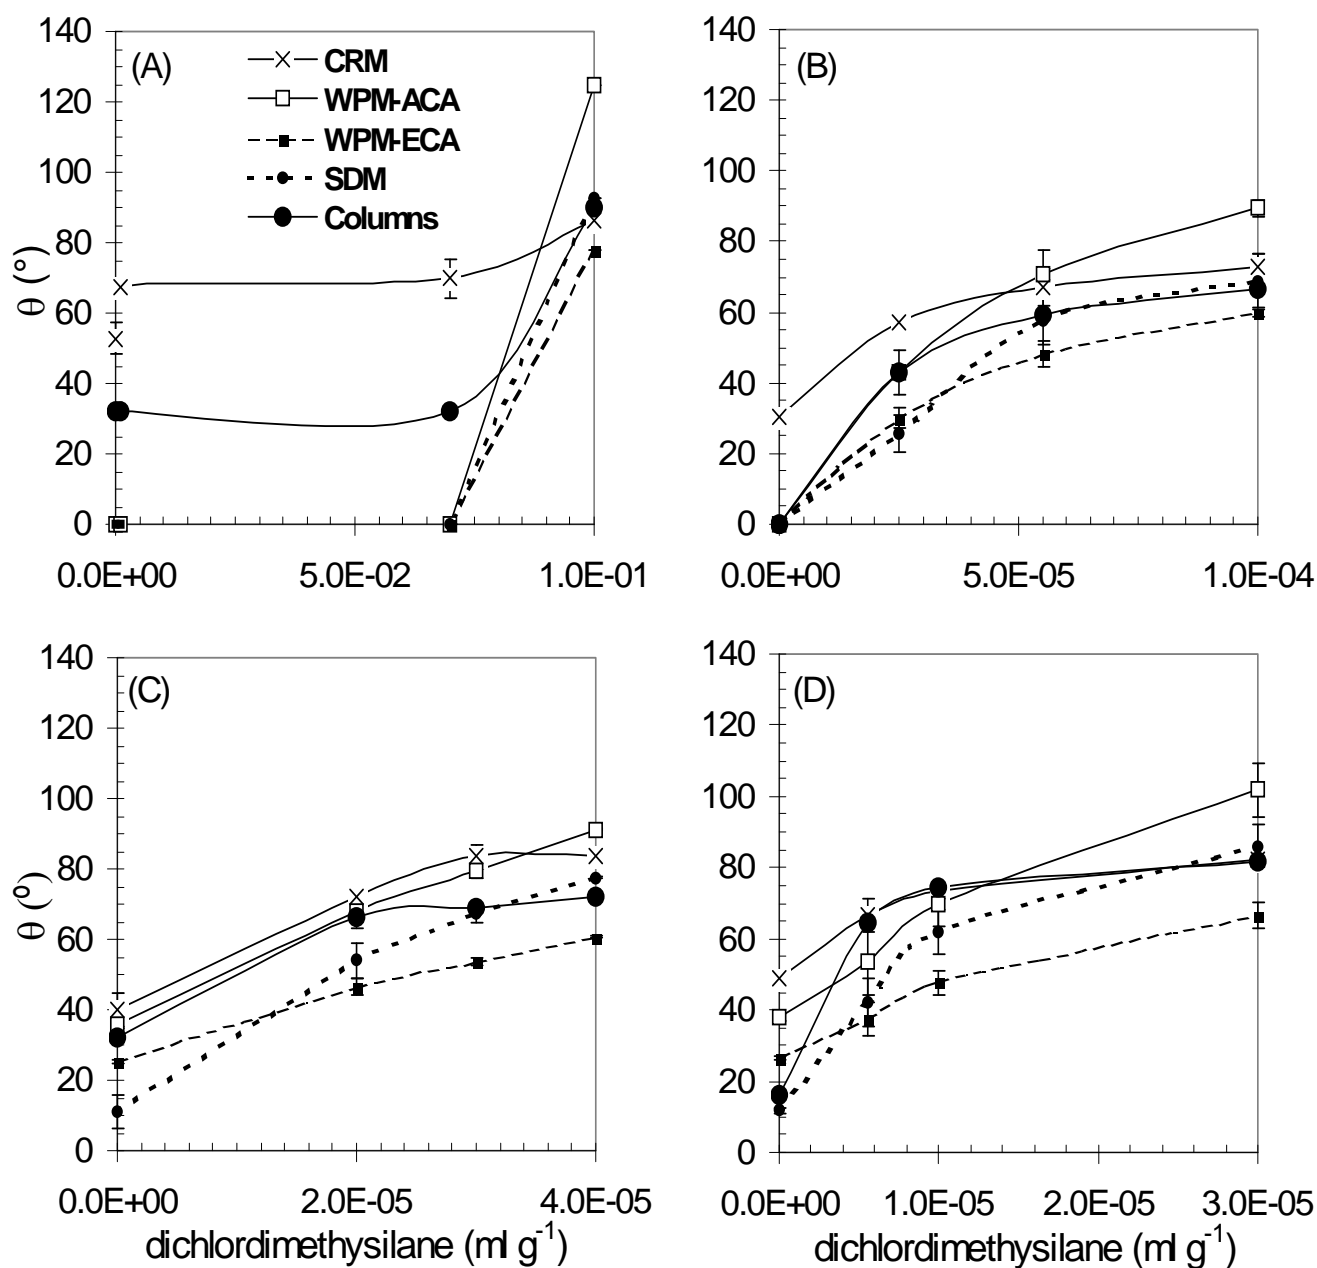 140
120
100
80
60
40
20
0
θ (°)
(A)
CRM
WPM-ACA
WPM-ECA
SDM
Columns
0.0E+00 5.0E-02 1.0E-01
140
120
100
80
60
40
20
0
(B)
0.0E+00 5.0E-05 1.0E-04
140
120
100
80
60
40
20
0
θ (⁰)
(C)
0.0E+00 2.0E-05 4.0E-05
dichlordimethysilane (ml g⁻¹)
140
120
100
80
60
40
20
0
(D)
0.0E+00 1.0E-05 2.0E-05 3.0E-05
dichlordimethysilane (ml g⁻¹)